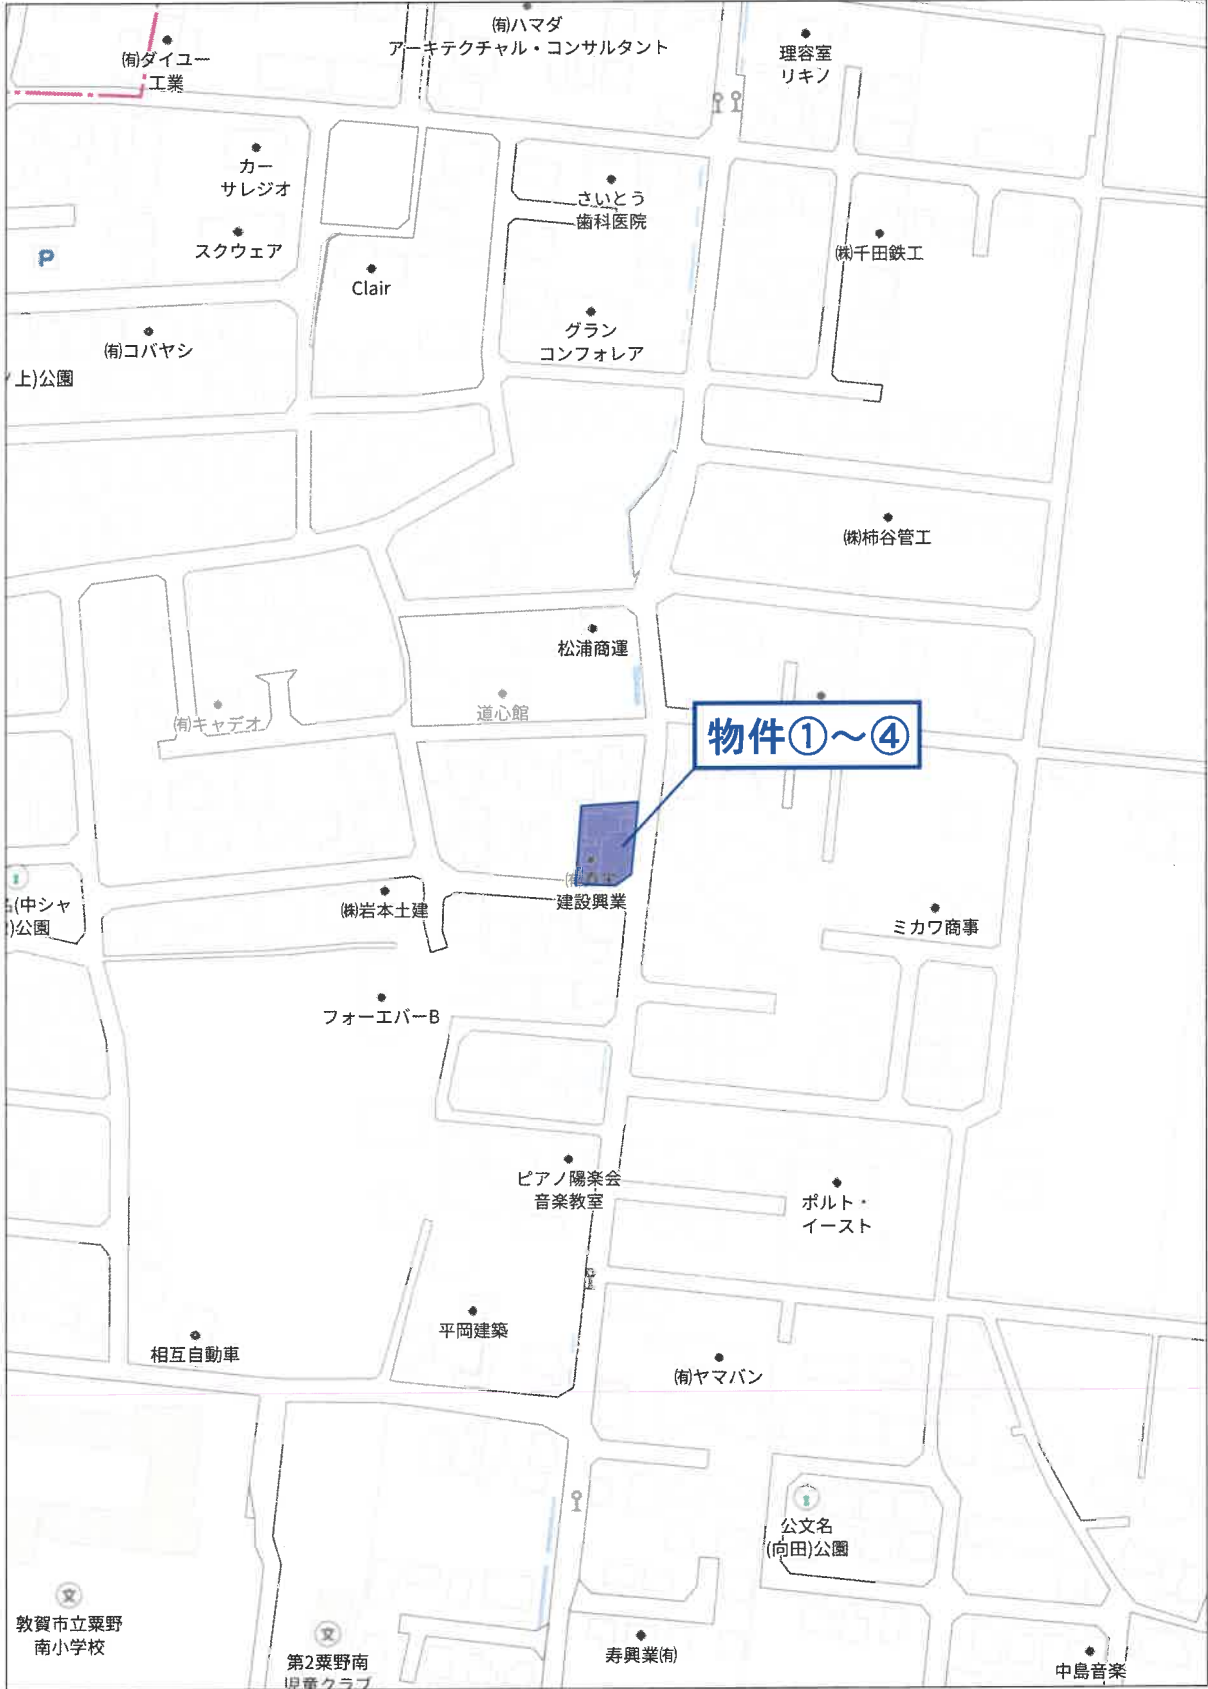 (有)ハマダ
アーキテクチャル・コンサルタント
(有)ダイユー
工業
理容室
リキノ
カー
サレジオ
さいとう
歯科医院
スクウェア
P
(株)千田鉄工
Clair
グラン
コンフォレア
(有)コバヤシ
上)公園
(株)柿谷管工
松浦商運
道心館
(有)キャデオ
物件①〜④
建設興業
(株)岩本土建
(中シャ
)公園
ミカワ商事
フォーエバーB
ピアノ陽楽会
音楽教室
ポルト・
イースト
平岡建築
相互自動車
(有)ヤマバン
公文名
(向田)公園
文
敦賀市立粟野
南小学校
文
第2粟野南
児童クラブ
寿興業(有)
中島音楽